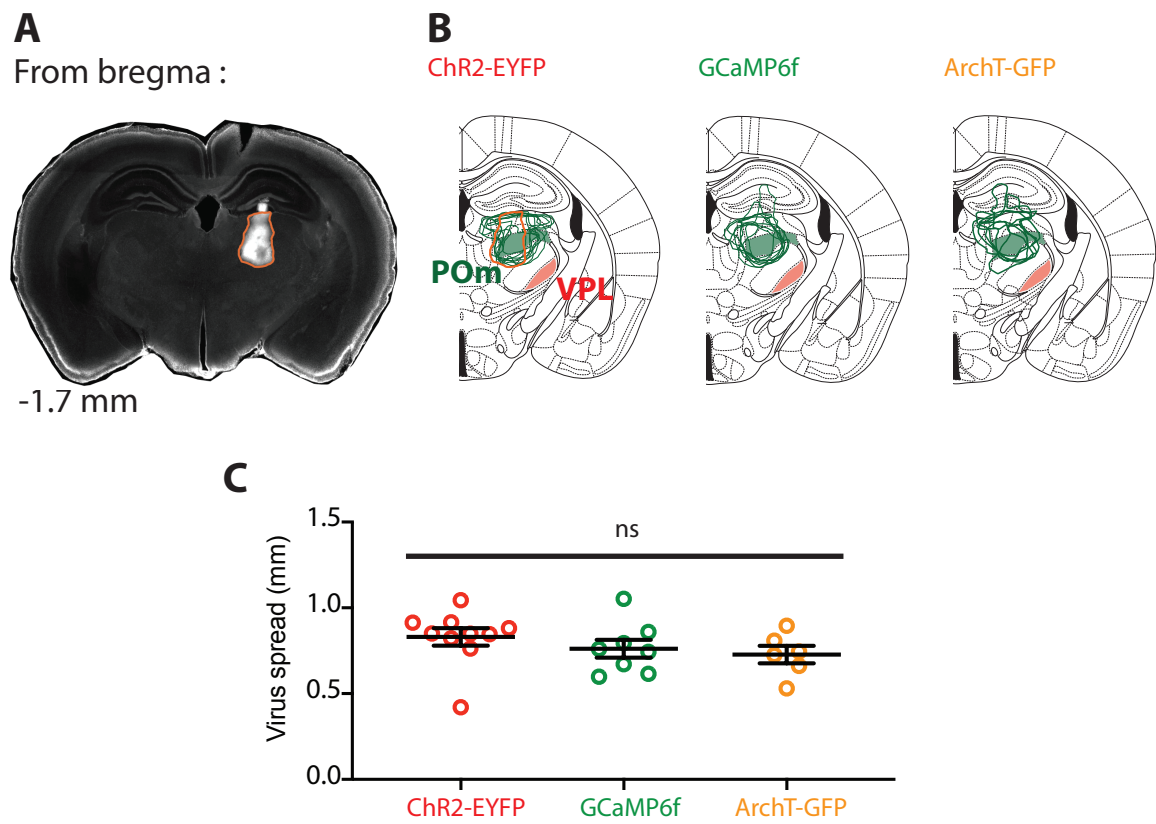 A
From bregma :
-1.7 mm
B
ChR2-EYFP
GCaMP6f
ArchT-GFP
POm
VPL
C
Virus spread (mm)
1.5
1.0
0.5
0.0
ns
ChR2-EYFP
GCaMP6f
ArchT-GFP